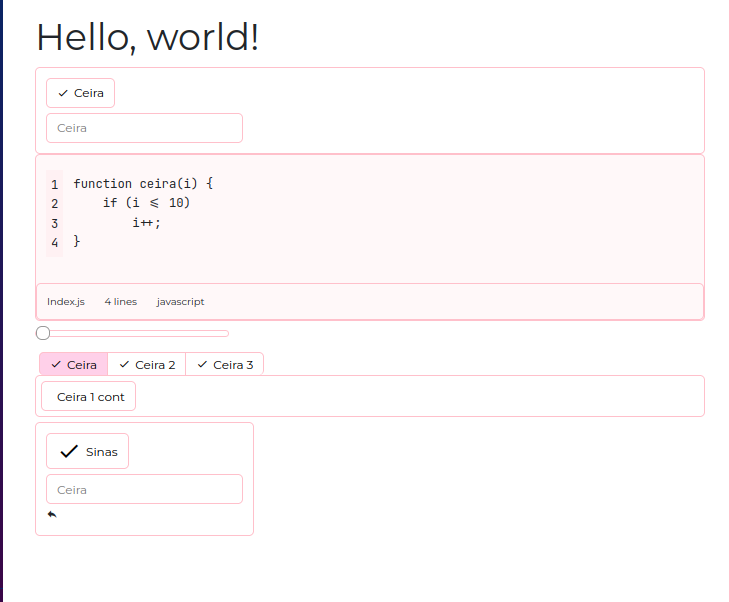 Hello, world!
Ceira
Ceira
1 function ceira(i) {
2     if (i <= 10)
3         i++;
4 }
Index.js 4 lines javascript
Ceira Ceira 2 Ceira 3
Ceira 1 cont
Sinas
Ceira